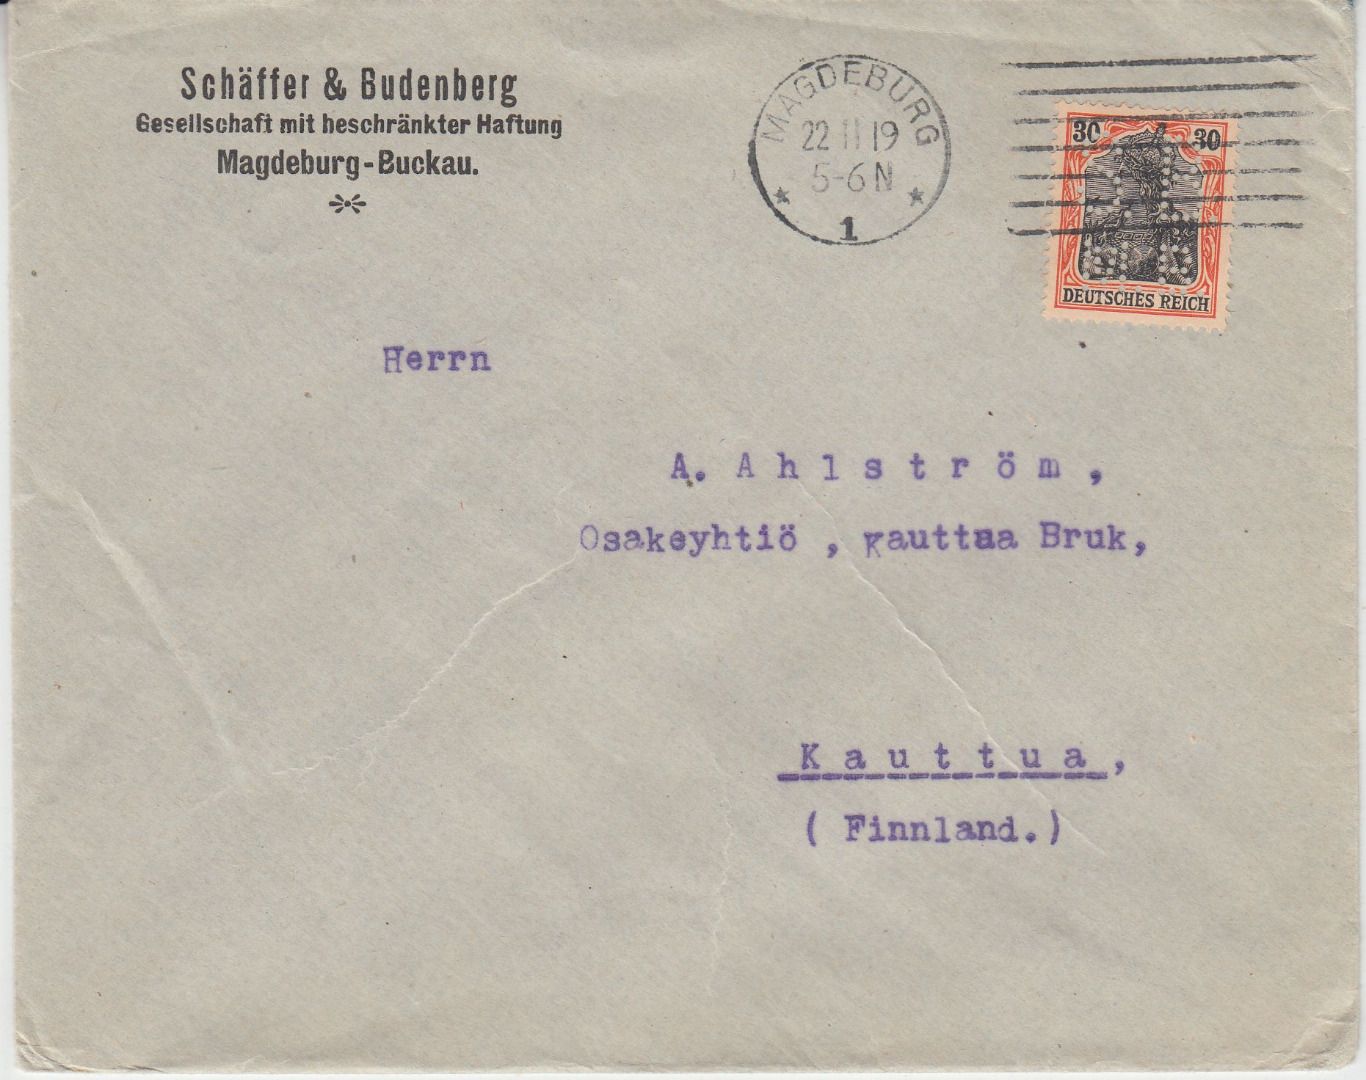 Schäffer & Budenberg
Gesellschaft mit beschränkter Haftung
Magdeburg-Buckau.
MAGDEBURG
22 11 19
5-6 N
1
30 30
DEUTSCHES REICH
Herrn
A. Ahlström,
Osakeyhtiö , Kauttua Bruk,
Kauttua,
( Finnland.)